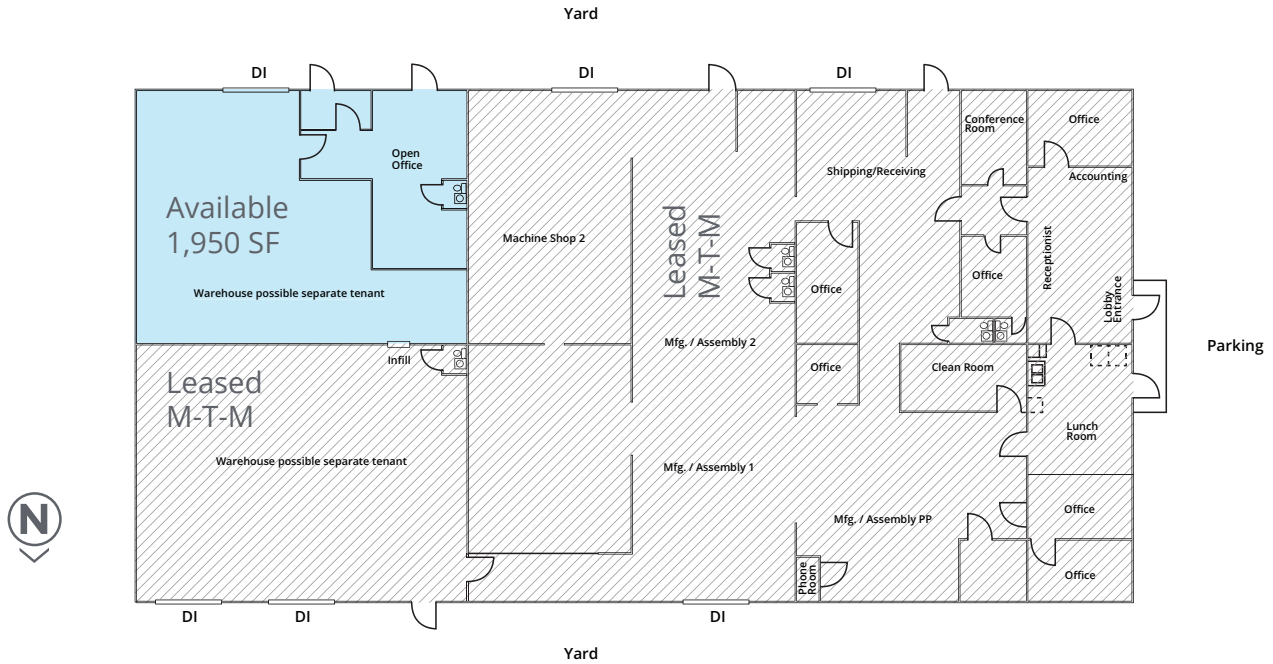 Yard
DI
DI
DI
Conference
Room
Office
Open
Office
Shipping/Receiving
Accounting
Available
1,950 SF
Leased
M-T-M
Machine Shop 2
Receptionist
Office
Office
Lobby
Entrance
Warehouse possible separate tenant
Mfg. / Assembly 2
Parking
Infill
Office
Clean Room
Leased
M-T-M
Lunch
Room
Warehouse possible separate tenant
Mfg. / Assembly 1
N
Office
Mfg. / Assembly PP
Phone
Room
Office
DI
DI
DI
Yard